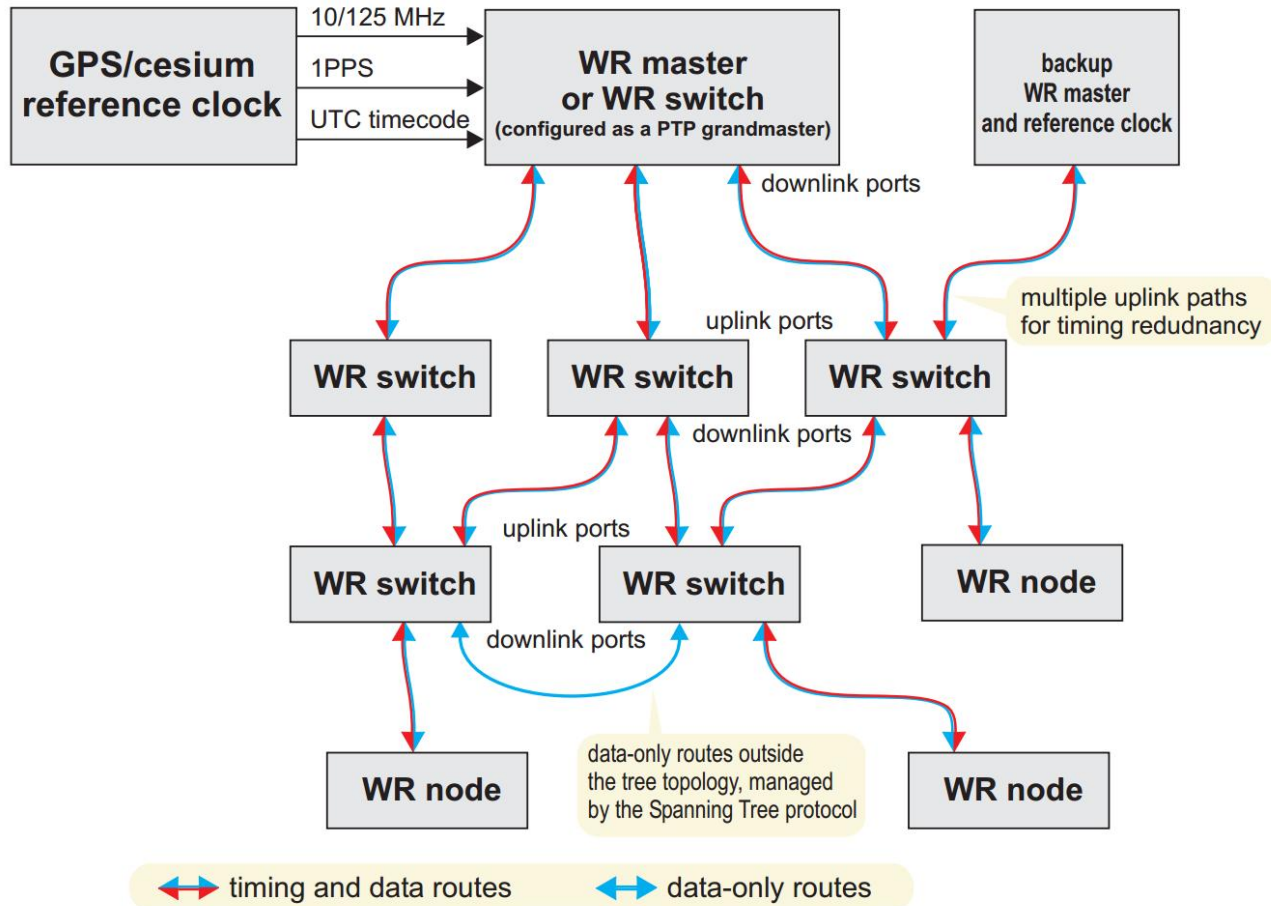 10/125 MHz
GPS/cesium
reference clock
1PPS
UTC timecode
WR master
or WR switch
(configured as a PTP grandmaster)
backup
WR master
and reference clock
downlink ports
multiple uplink paths
for timing redudnancy
uplink ports
WR switch
WR switch
WR switch
downlink ports
uplink ports
WR switch
WR switch
WR node
downlink ports
data-only routes outside
the tree topology, managed
by the Spanning Tree protocol
WR node
WR node
timing and data routes
data-only routes